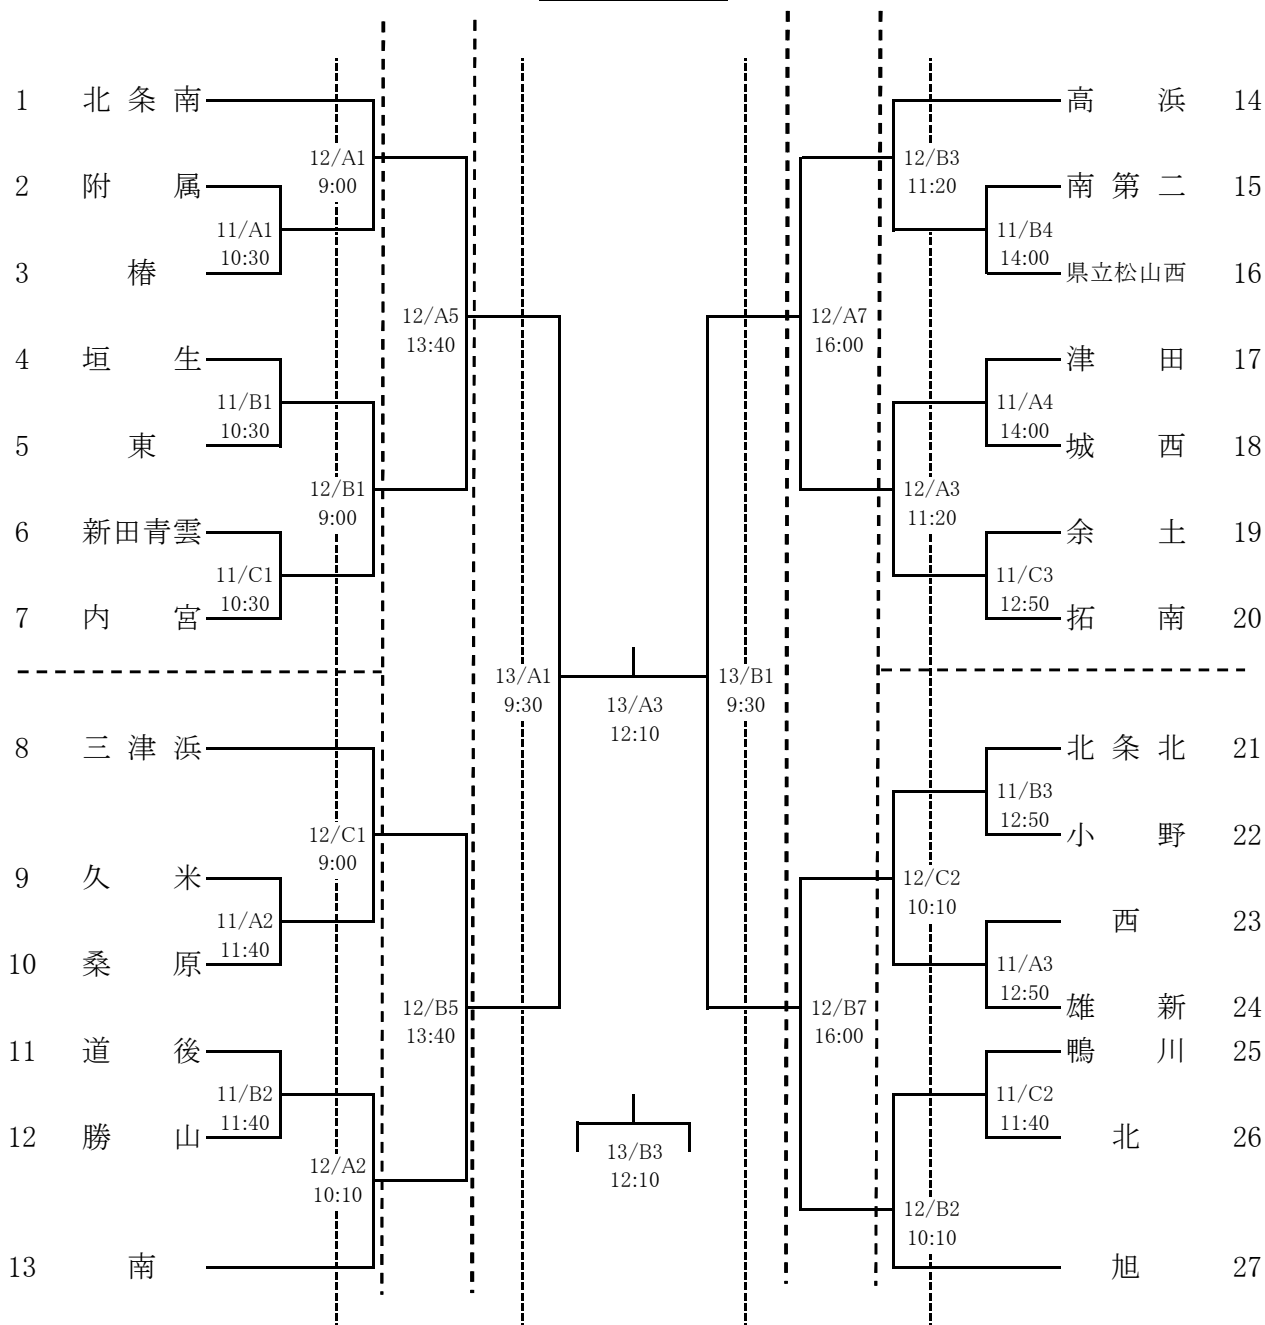 1 北条南
2 附属
3 椿
4 垣生
5 東
6 新田青雲
7 内宮
8 三津浜
9 久米
10 桑原
11 道後
12 勝山
13 南
11/A1
10:30
11/B1
10:30
11/C1
10:30
11/A2
11:40
11/B2
11:40
12/A1
9:00
12/B1
9:00
12/C1
9:00
12/A2
10:10
12/A5
13:40
12/B5
13:40
13/A1
9:30
13/A3
12:10
13/B3
12:10
13/B1
9:30
12/A7
16:00
12/B7
16:00
12/B3
11:20
12/A3
11:20
12/C2
10:10
12/B2
10:10
11/B4
14:00
11/A4
14:00
11/C3
12:50
11/B3
12:50
11/A3
12:50
11/C2
11:40
高浜 14
南第二 15
県立松山西 16
津田 17
城西 18
余土 19
拓南 20
北条北 21
小野 22
西 23
雄新 24
鴨川 25
北 26
旭 27